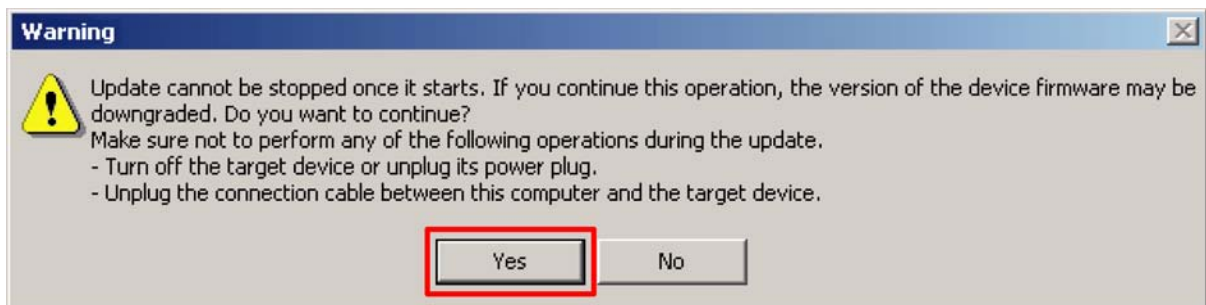 Warning
Update cannot be stopped once it starts. If you continue this operation, the version of the device firmware may be
downgraded. Do you want to continue?
Make sure not to perform any of the following operations during the update.
- Turn off the target device or unplug its power plug.
- Unplug the connection cable between this computer and the target device.
Yes No